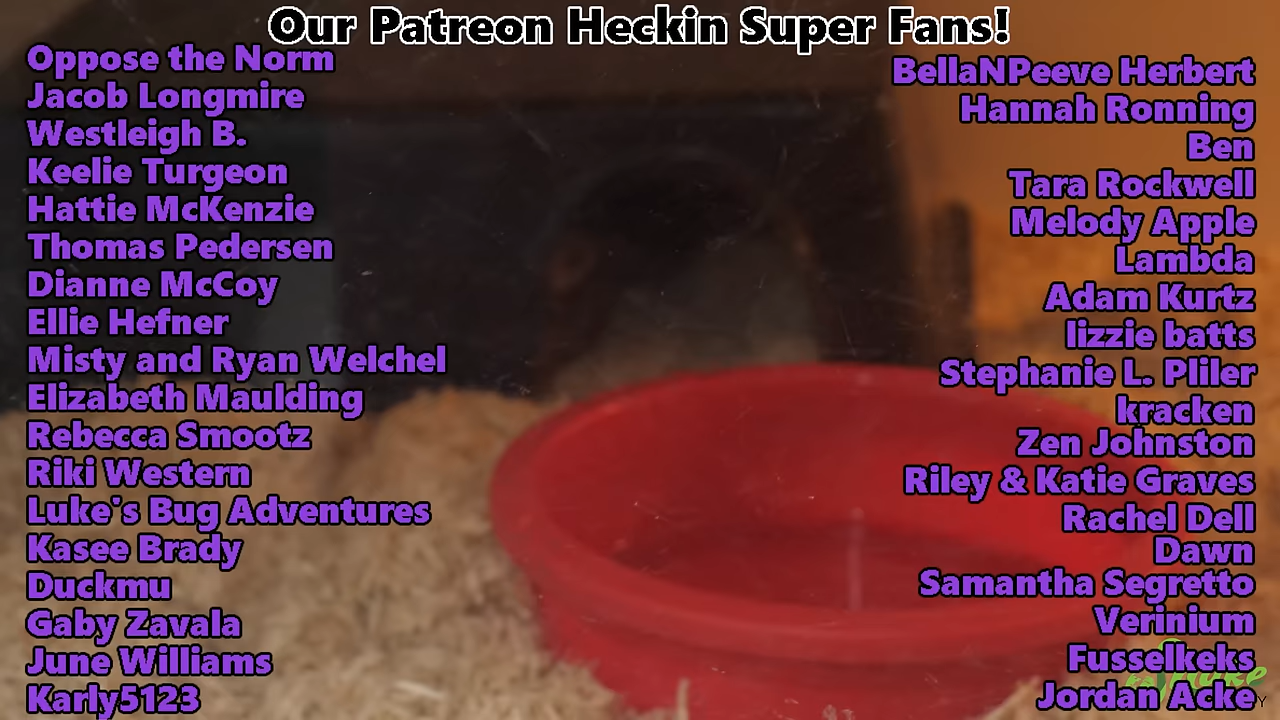 Our Patreon Heckin Super Fans!
Oppose the Norm
Jacob Longmire
Westleigh B.
Keelie Turgeon
Hattie McKenzie
Thomas Pedersen
Dianne McCoy
Ellie Hefner
Misty and Ryan Welchel
Elizabeth Maulding
Rebecca Smootz
Riki Western
Luke's Bug Adventures
Kasee Brady
Duckmu
Gaby Zavala
June Williams
Karly5123
BellaNPeeve Herbert
Hannah Ronning
Ben
Tara Rockwell
Melody Apple
Lambda
Adam Kurtz
lizzie batts
Stephanie L. Pliler
kracken
Zen Johnston
Riley & Katie Graves
Rachel Dell
Dawn
Samantha Segretto
Verinium
Fusselkeks
Jordan Acke